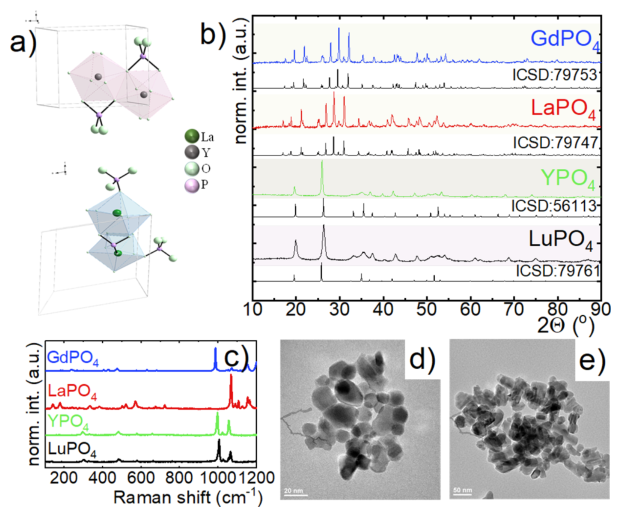 a)
La
Y
O
P
b)
norm. int. (a.u.)
GdPO4
ICSD:79753
LaPO4
ICSD:79747
YPO4
ICSD:56113
LuPO4
ICSD:79761
10 20 30 40 50 60 70 80 90
2Θ (°)
c)
norm. int. (a.u.)
GdPO4
LaPO4
YPO4
LuPO4
200 400 600 800 1000 1200
Raman shift (cm-1)
d)
20 nm
e)
50 nm